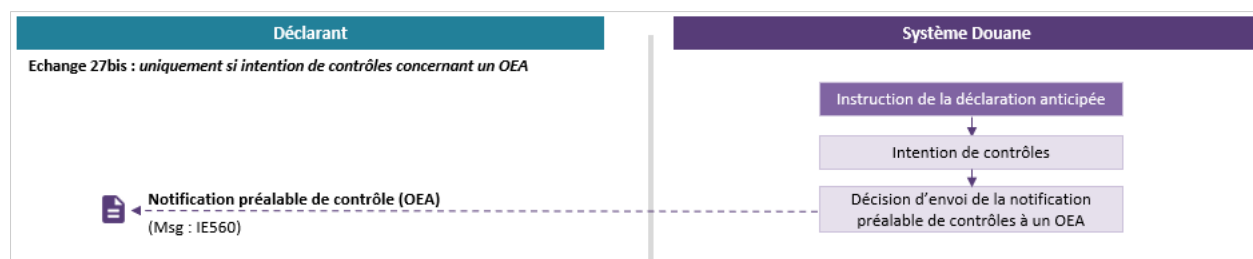 Déclarant
Système Douane
Echange 27bis : uniquement si intention de contrôles concernant un OEA
Instruction de la déclaration anticipée
Intention de contrôles
Notification préalable de contrôle (OEA)
(Msg : IE560)
Décision d’envoi de la notification
préalable de contrôles à un OEA